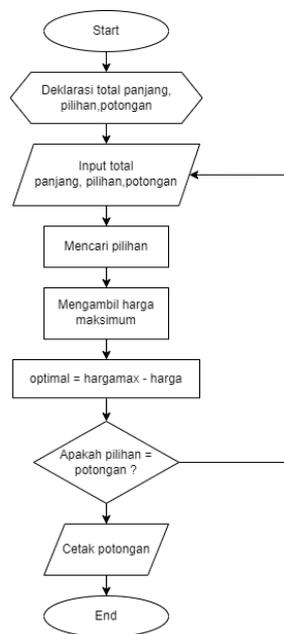 Start
Deklarasi total panjang,
pilihan,potongan
Input total
panjang, pilihan,potongan
Mencari pilihan
Mengambil harga
maksimum
optimal = hargamax - harga
Apakah pilihan =
potongan ?
Cetak potongan
End